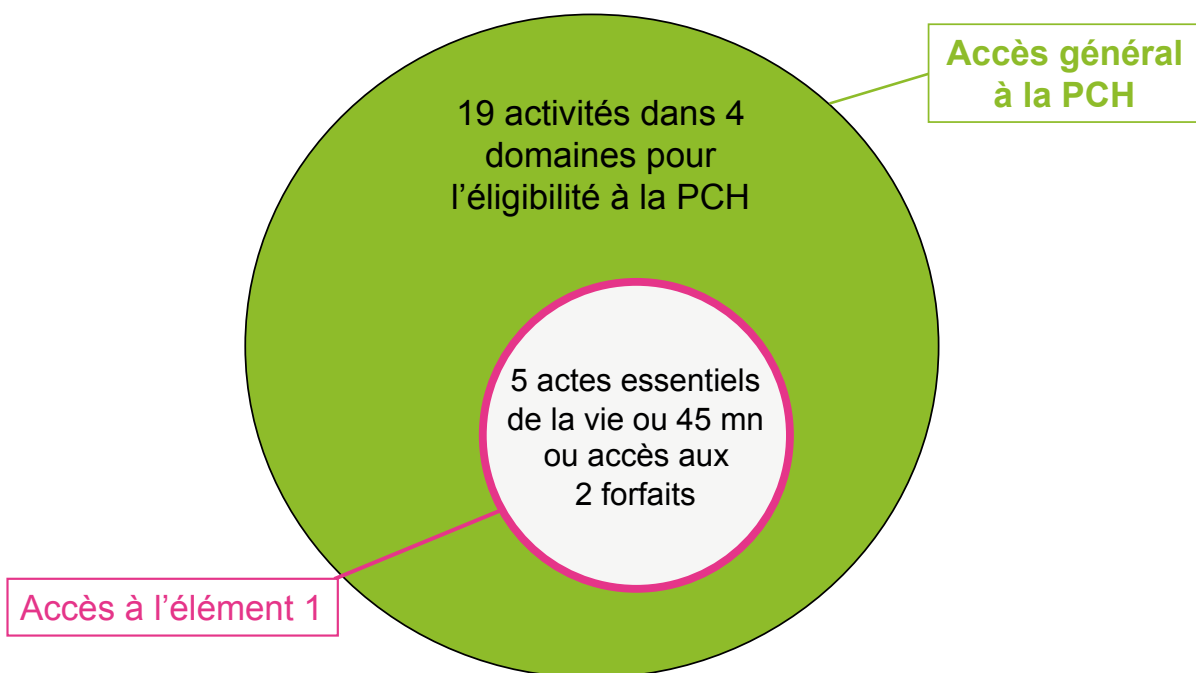 Accès général
à la PCH
19 activités dans 4
domaines pour
l’éligibilité à la PCH
5 actes essentiels
de la vie ou 45 mn
ou accès aux
2 forfaits
Accès à l’élément 1